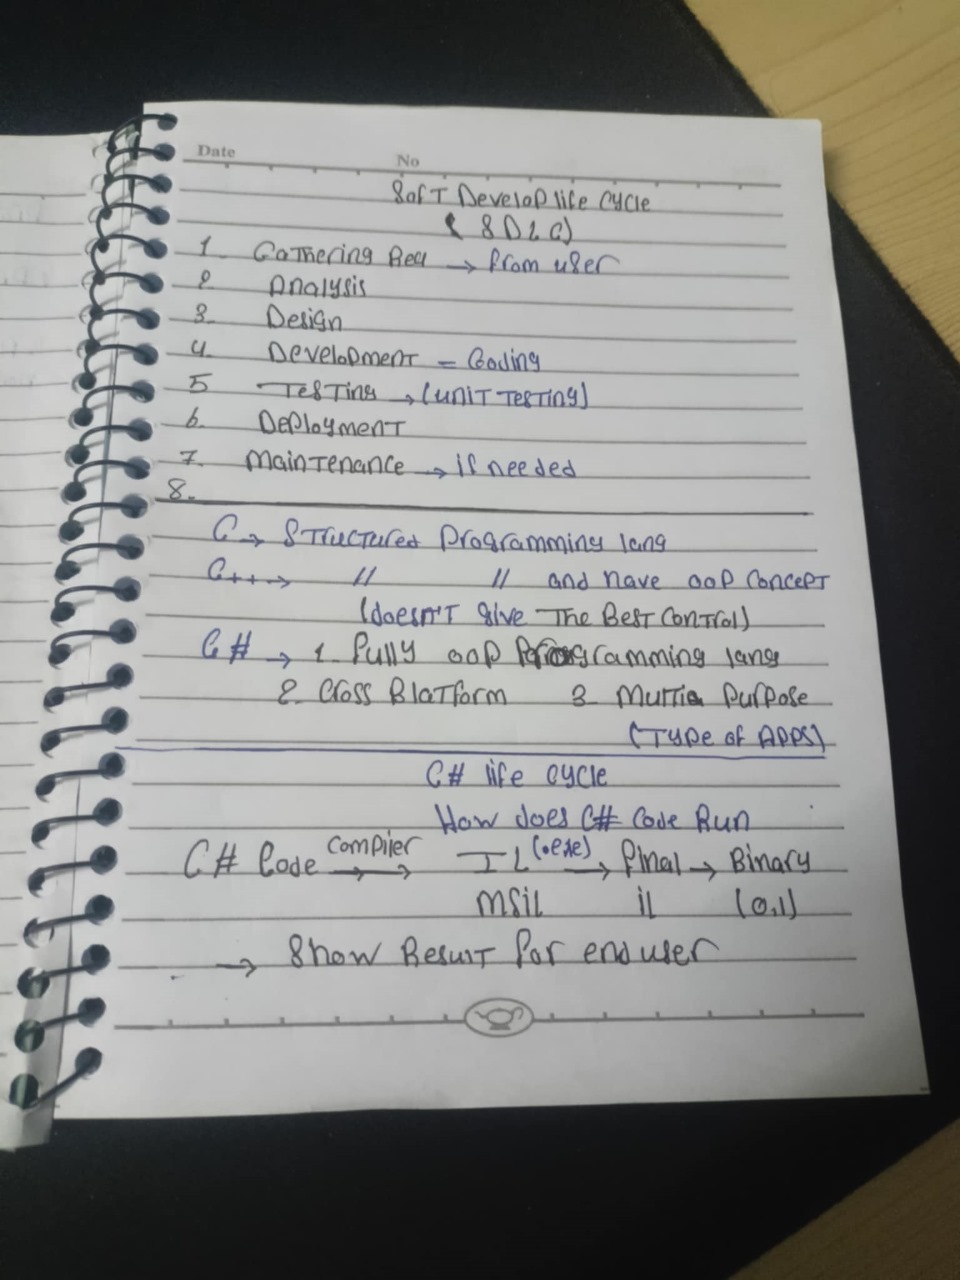 Date No
Soft Develop life cycle
(SDLC)
1. Gathering Req → from user
2. Analysis
3. Design
4. Development = Coding
5 Testing → (unit testing)
6. Deployment
7. Maintenance → if needed
8.
C → Structured Programming lang
C++ → // // and have oop concept
(doesn't give the Best control)
C# → 1. Fully oop Programming lang
2. Cross Platform 3. Multi Purpose
(Type of Apps)
C# life cycle
How does C# Code Run
C# Code compiler →→ IL (.exe) → final → Binary
MSIL il (0,1)
→ Show Result for end user